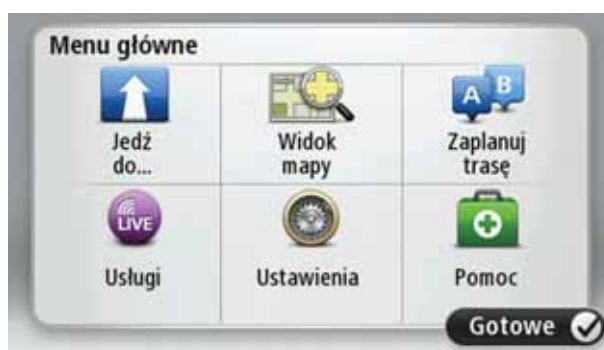 Menu główne
Jedź
do...
Widok
mapy
A B
Zaplanuj
trasę
LIVE
Usługi
Ustawienia
Pomoc
Gotowe